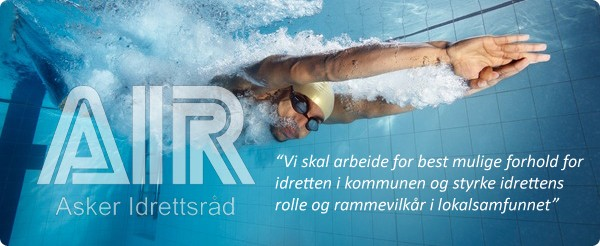 AIR
Asker Idrettsråd
“Vi skal arbeide for best mulige forhold for
idretten i kommunen og styrke idrettens
rolle og rammevilkår i lokalsamfunnet”